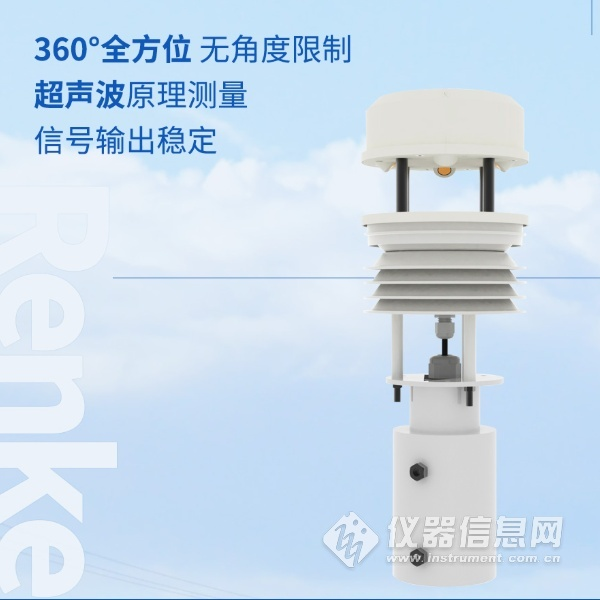 360°全方位 无角度限制
超声波原理测量
信号输出稳定
Renke
仪器信息网
www.instrument.com.cn